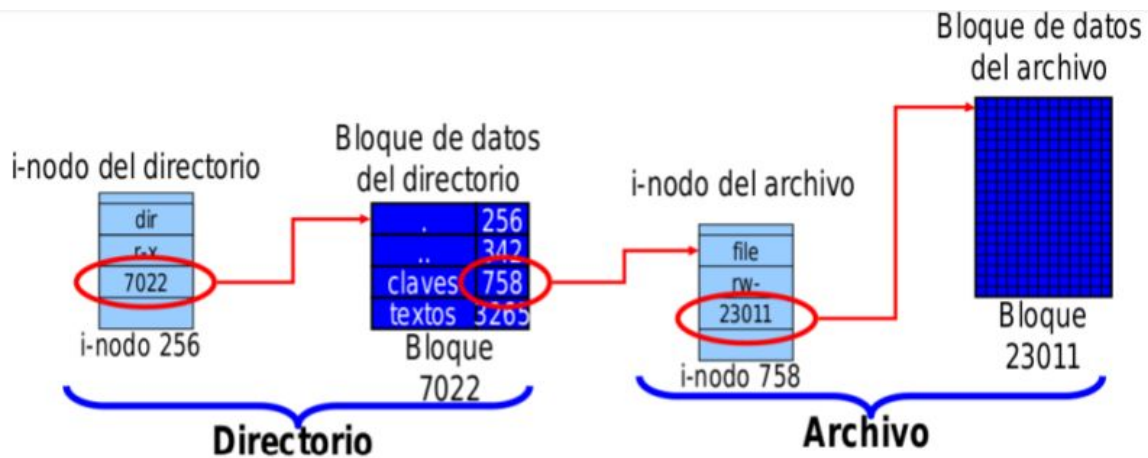 i-nodo del directorio
dir
r-x
7022
i-nodo 256
Bloque de datos
del directorio
. 256
.. 342
claves 758
textos 3265
Bloque
7022
Directorio
i-nodo del archivo
file
rw-
23011
i-nodo 758
Bloque de datos
del archivo
Bloque
23011
Archivo